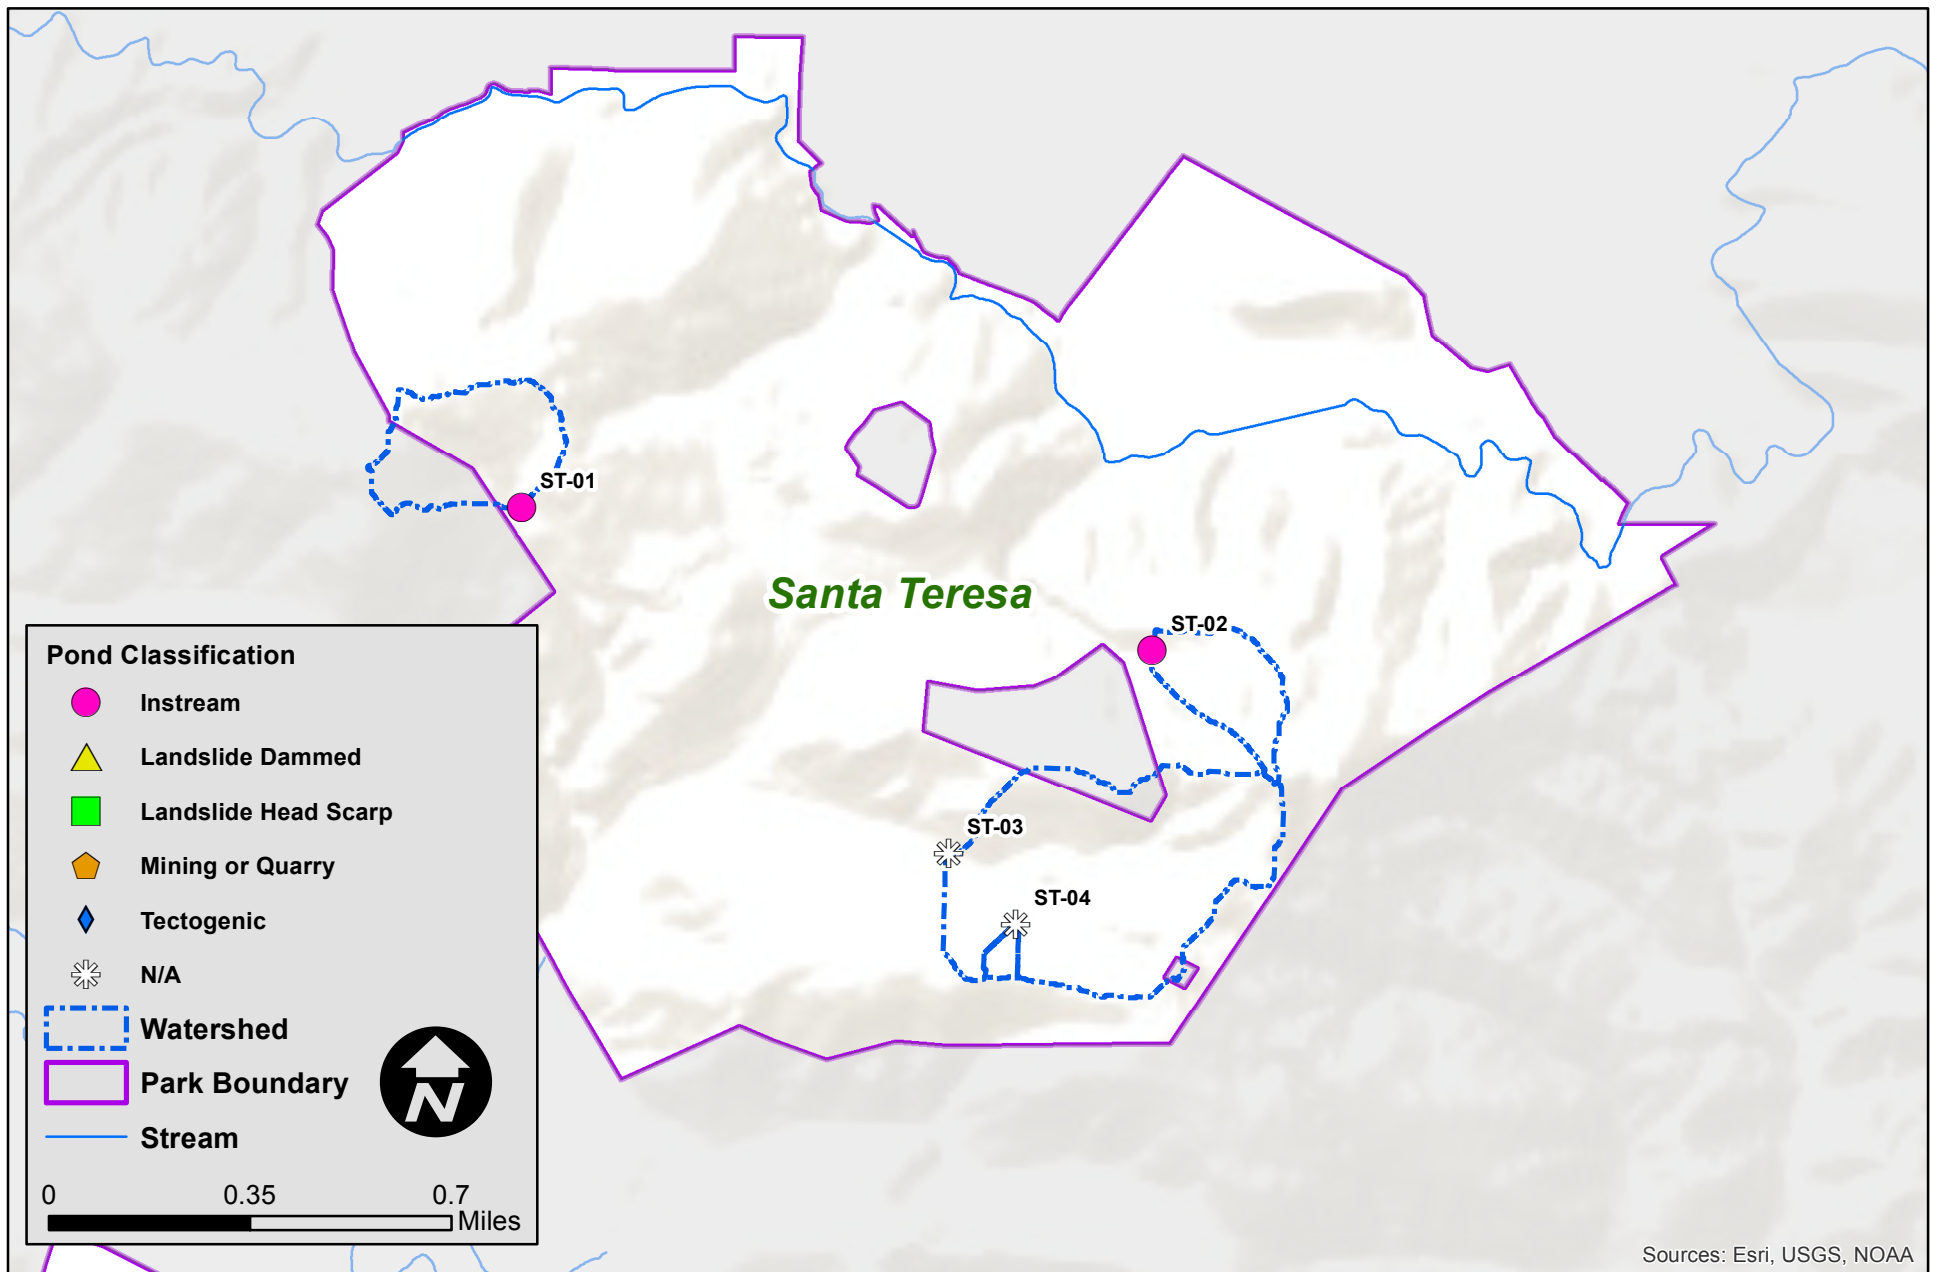 ST-01
Santa Teresa
ST-02
ST-03
ST-04
Pond Classification
Instream
Landslide Dammed
Landslide Head Scarp
Mining or Quarry
Tectogenic
N/A
Watershed
Park Boundary
Stream
N
0 0.35 0.7
Miles
Sources: Esri, USGS, NOAA